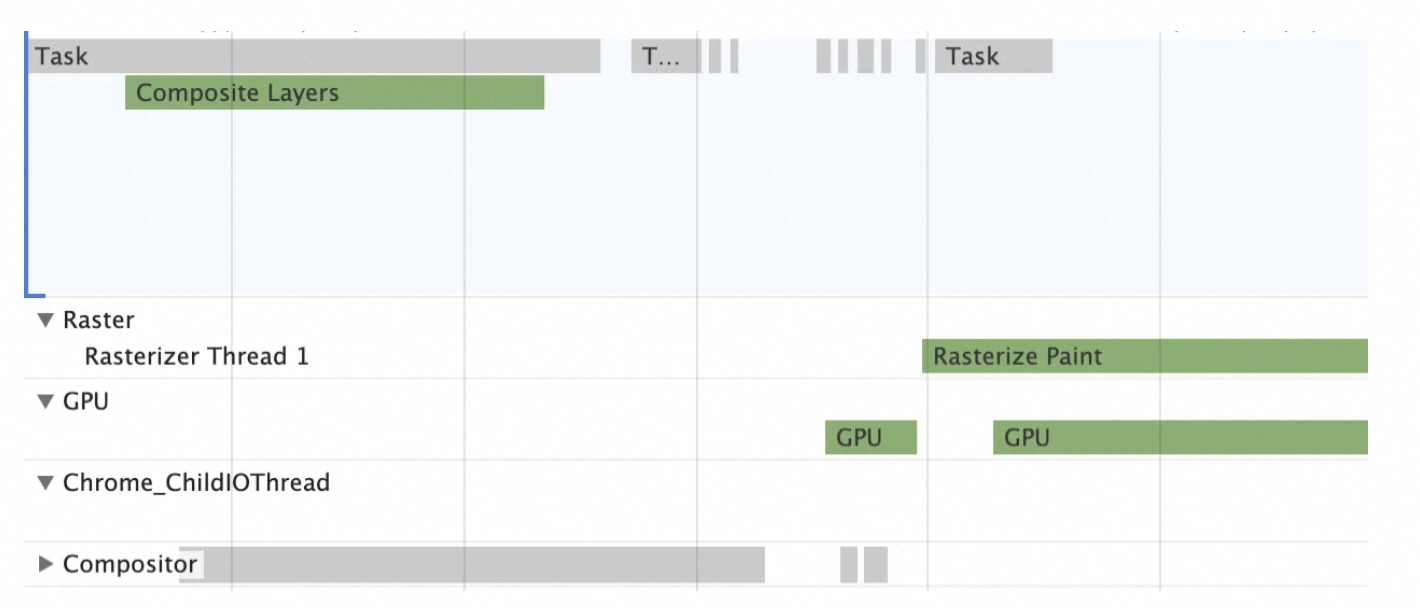 Task T... Task
Composite Layers
Raster
Rasterizer Thread 1
Rasterize Paint
GPU
GPU GPU
Chrome_ChildIOThread
Compositor